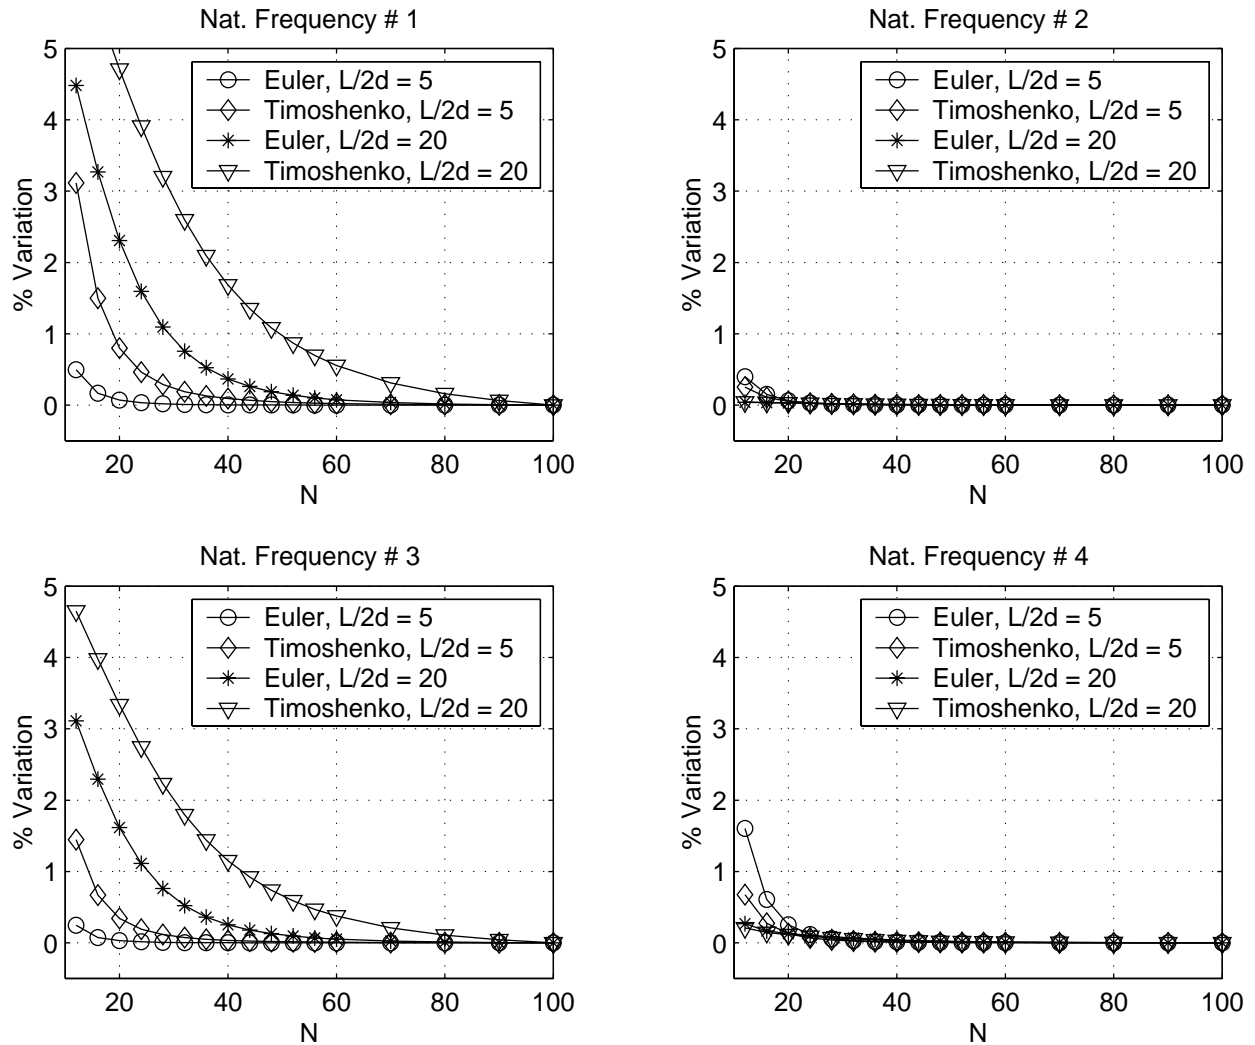 Nat. Frequency # 1
5
4
3
2
1
0
% Variation
Euler, L/2d = 5
Timoshenko, L/2d = 5
Euler, L/2d = 20
Timoshenko, L/2d = 20
20 40 60 80 100
N
Nat. Frequency # 2
5
4
3
2
1
0
% Variation
Euler, L/2d = 5
Timoshenko, L/2d = 5
Euler, L/2d = 20
Timoshenko, L/2d = 20
20 40 60 80 100
N
Nat. Frequency # 3
5
4
3
2
1
0
% Variation
Euler, L/2d = 5
Timoshenko, L/2d = 5
Euler, L/2d = 20
Timoshenko, L/2d = 20
20 40 60 80 100
N
Nat. Frequency # 4
5
4
3
2
1
0
% Variation
Euler, L/2d = 5
Timoshenko, L/2d = 5
Euler, L/2d = 20
Timoshenko, L/2d = 20
20 40 60 80 100
N